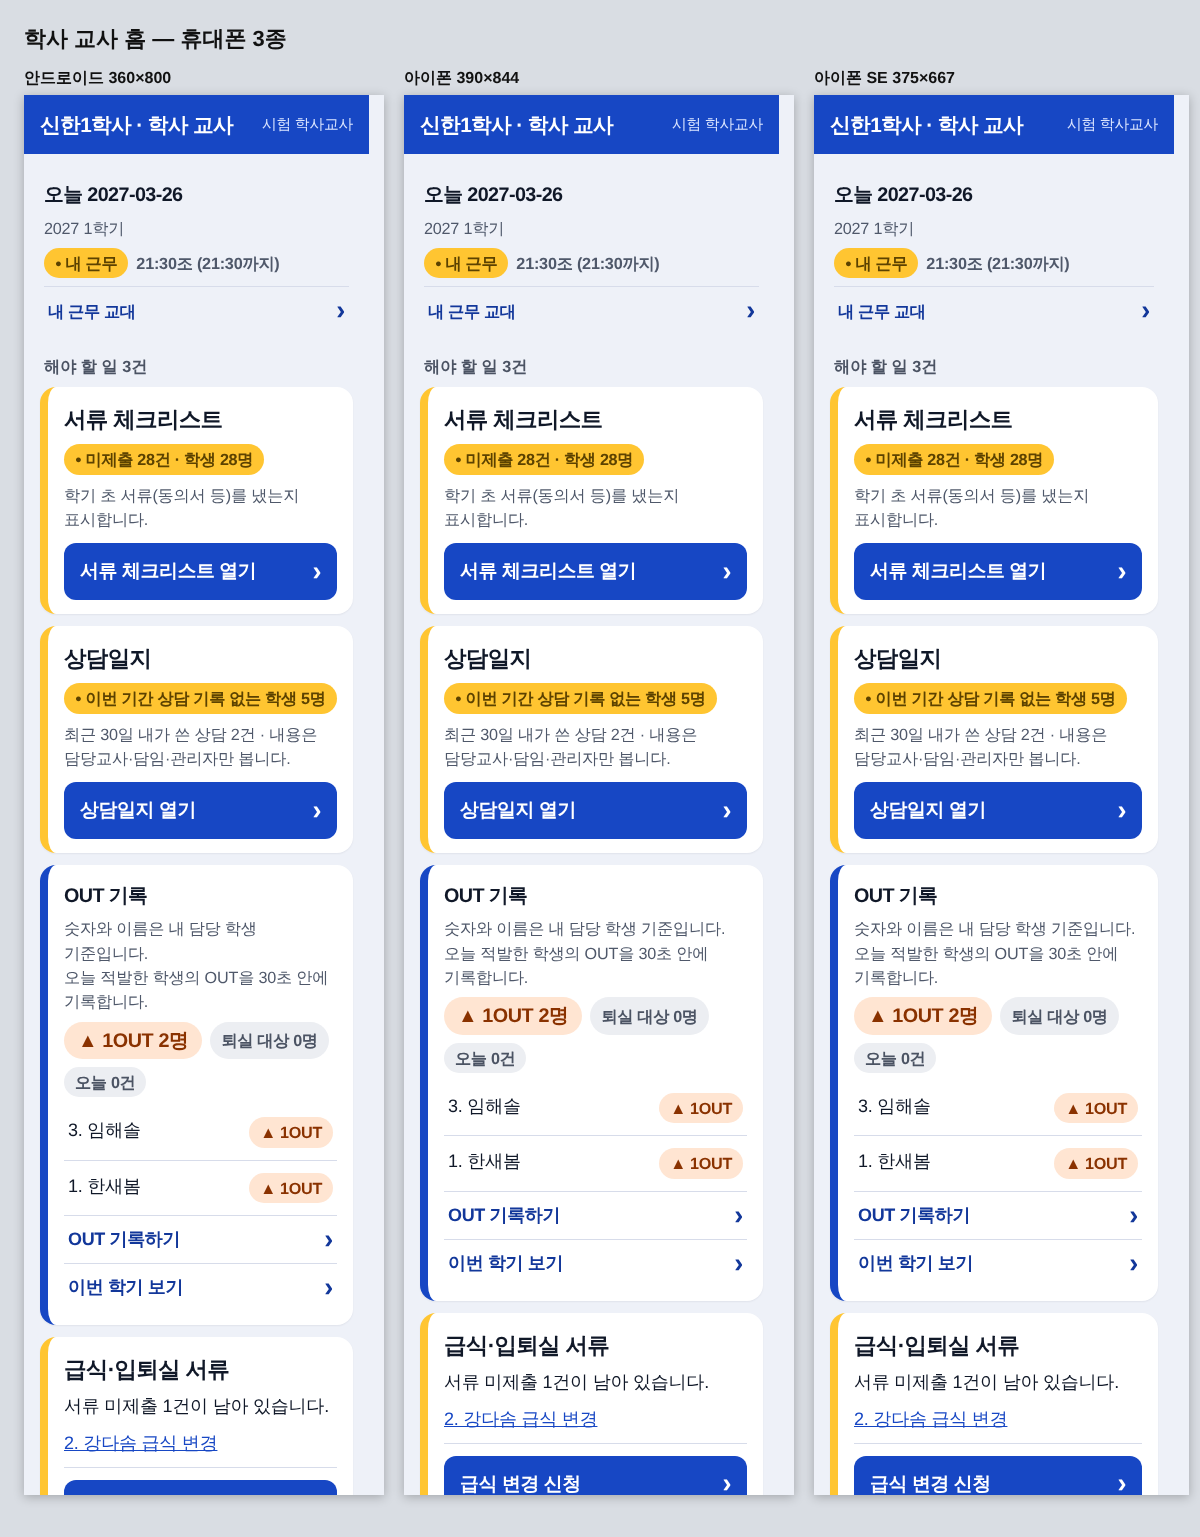 학사 교사 홈 — 휴대폰 3종
안드로이드 360×800
신한1학사 · 학사 교사 시험 학사교사
오늘 2027-03-26
2027 1학기
• 내 근무 21:30조 (21:30까지)
내 근무 교대 ›
해야 할 일 3건
서류 체크리스트
• 미제출 28건 · 학생 28명
학기 초 서류(동의서 등)를 냈는지
표시합니다.
서류 체크리스트 열기 ›
상담일지
• 이번 기간 상담 기록 없는 학생 5명
최근 30일 내가 쓴 상담 2건 · 내용은
담당교사·담임·관리자만 봅니다.
상담일지 열기 ›
OUT 기록
숫자와 이름은 내 담당 학생
기준입니다.
오늘 적발한 학생의 OUT을 30초 안에
기록합니다.
▲ 1OUT 2명 퇴실 대상 0명
오늘 0건
3. 임해솔 ▲ 1OUT
1. 한새봄 ▲ 1OUT
OUT 기록하기 ›
이번 학기 보기 ›
급식·입퇴실 서류
서류 미제출 1건이 남아 있습니다.
2. 강다솜 급식 변경
아이폰 390×844
신한1학사 · 학사 교사 시험 학사교사
오늘 2027-03-26
2027 1학기
• 내 근무 21:30조 (21:30까지)
내 근무 교대 ›
해야 할 일 3건
서류 체크리스트
• 미제출 28건 · 학생 28명
학기 초 서류(동의서 등)를 냈는지
표시합니다.
서류 체크리스트 열기 ›
상담일지
• 이번 기간 상담 기록 없는 학생 5명
최근 30일 내가 쓴 상담 2건 · 내용은
담당교사·담임·관리자만 봅니다.
상담일지 열기 ›
OUT 기록
숫자와 이름은 내 담당 학생 기준입니다.
오늘 적발한 학생의 OUT을 30초 안에
기록합니다.
▲ 1OUT 2명 퇴실 대상 0명
오늘 0건
3. 임해솔 ▲ 1OUT
1. 한새봄 ▲ 1OUT
OUT 기록하기 ›
이번 학기 보기 ›
급식·입퇴실 서류
서류 미제출 1건이 남아 있습니다.
2. 강다솜 급식 변경
급식 변경 신청 ›
아이폰 SE 375×667
신한1학사 · 학사 교사 시험 학사교사
오늘 2027-03-26
2027 1학기
• 내 근무 21:30조 (21:30까지)
내 근무 교대 ›
해야 할 일 3건
서류 체크리스트
• 미제출 28건 · 학생 28명
학기 초 서류(동의서 등)를 냈는지
표시합니다.
서류 체크리스트 열기 ›
상담일지
• 이번 기간 상담 기록 없는 학생 5명
최근 30일 내가 쓴 상담 2건 · 내용은
담당교사·담임·관리자만 봅니다.
상담일지 열기 ›
OUT 기록
숫자와 이름은 내 담당 학생 기준입니다.
오늘 적발한 학생의 OUT을 30초 안에
기록합니다.
▲ 1OUT 2명 퇴실 대상 0명
오늘 0건
3. 임해솔 ▲ 1OUT
1. 한새봄 ▲ 1OUT
OUT 기록하기 ›
이번 학기 보기 ›
급식·입퇴실 서류
서류 미제출 1건이 남아 있습니다.
2. 강다솜 급식 변경
급식 변경 신청 ›